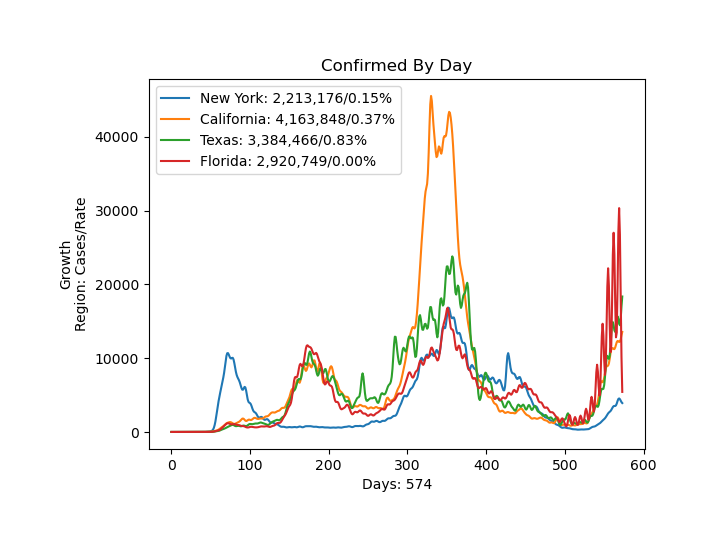 Confirmed By Day
New York: 2,213,176/0.15%
California: 4,163,848/0.37%
Texas: 3,384,466/0.83%
Florida: 2,920,749/0.00%
Growth
Region: Cases/Rate
40000
30000
20000
10000
0
0 100 200 300 400 500 600
Days: 574